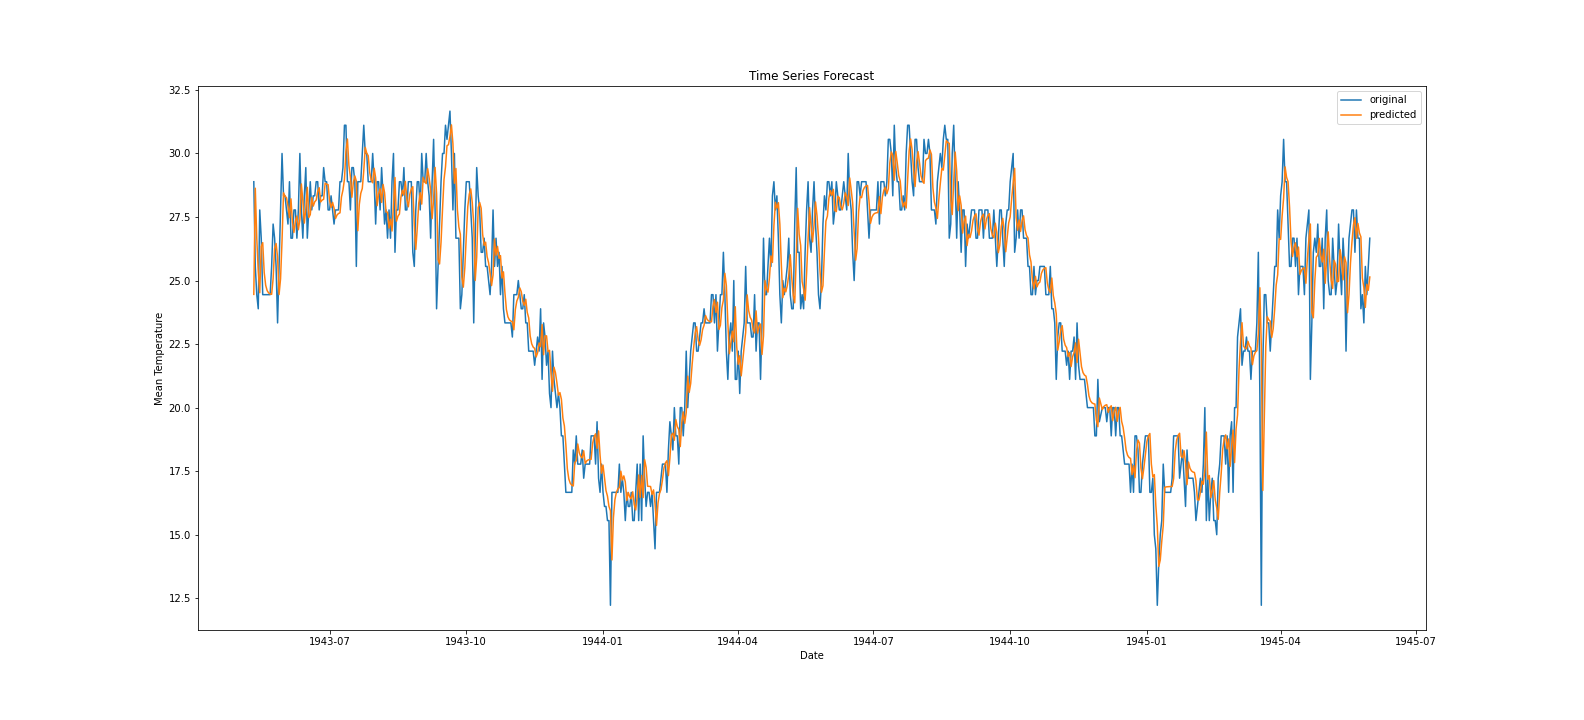 Time Series Forecast
original
predicted
Mean Temperature
32.5
30.0
27.5
25.0
22.5
20.0
17.5
15.0
12.5
1943-07 1943-10 1944-01 1944-04 1944-07 1944-10 1945-01 1945-04 1945-07
Date